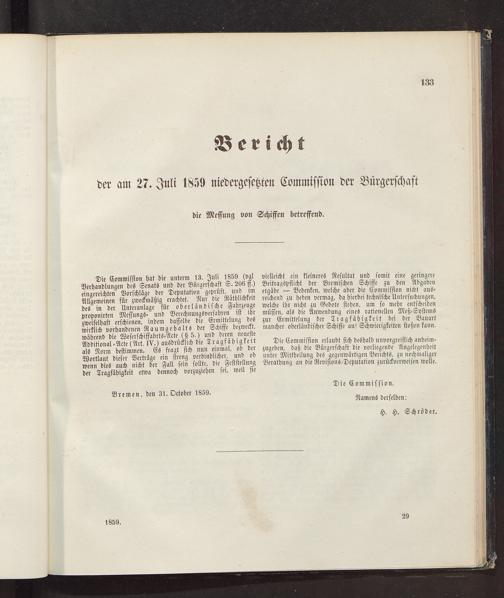 133
Bericht
der am 27. Juli 1859 niedergesetzten Commission der Bürgerschaft
die Messung von Schiffen betreffend.
Die Commission hat die unterm 13. Juli 1859 (vgl
Verhandlungen des Senats und der Bürgerschaft S. 206 ff.)
eingereichten Vorschläge der Deputation geprüft, und im
Allgemeinen für zweckmäßig erachtet. Nur die Räthlichkeit
des in der Unteranlage für oberländische Fahrzeuge
proponirten Messungs- und Berechnungsverfahren ist ihr
zweifelhaft erschienen, indem dasselbe die Ermittelung des
wirklich vorhandenen Raumgehalts der Schiffe bezweckt,
während die Weserschiffahrts-Acte (§ 5.) und deren neueste
Additional-Acte (Art. IV.) ausdrücklich die Tragfähigkeit
als Norm bestimmen. Es fragt sich nun einmal, ob der
Wortlaut dieser Verträge ein streng verbindlicher, und ob
wenn dies auch nicht der Fall sein sollte, die Feststellung
der Tragfähigkeit etwa dennoch vorzuziehen sei, weil sie
vielleicht ein kleineres Resultat und somit eine geringere
Beitragspflicht der Bremischen Schiffe zu den Abgaben
ergäbe — Bedenken, welche aber die Commission nicht aus-
reichend zu heben vermag, da hierbei technische Untersuchungen,
welche ihr nicht zu Gebote stehen, um so mehr entscheiden
müssen, als die Anwendung eines rationellen Meß-Systems
zur Ermittelung der Tragfähigkeit bei der Bauart
mancher oberländischer Schiffe auf Schwierigkeiten stoßen kann.
Die Commission erlaubt sich deshalb unvorgreiflich anheim-
zugeben, daß die Bürgerschaft die vorliegende Angelegenheit
unter Mittheilung des gegenwärtigen Berichts, zu nochmaliger
Berathung an die Revisions-Deputation zurückverweisen wolle.
Bremen, den 31. October 1859.
Die Commission.
Namens derselben:
H. H. Schröder.
1859.
29